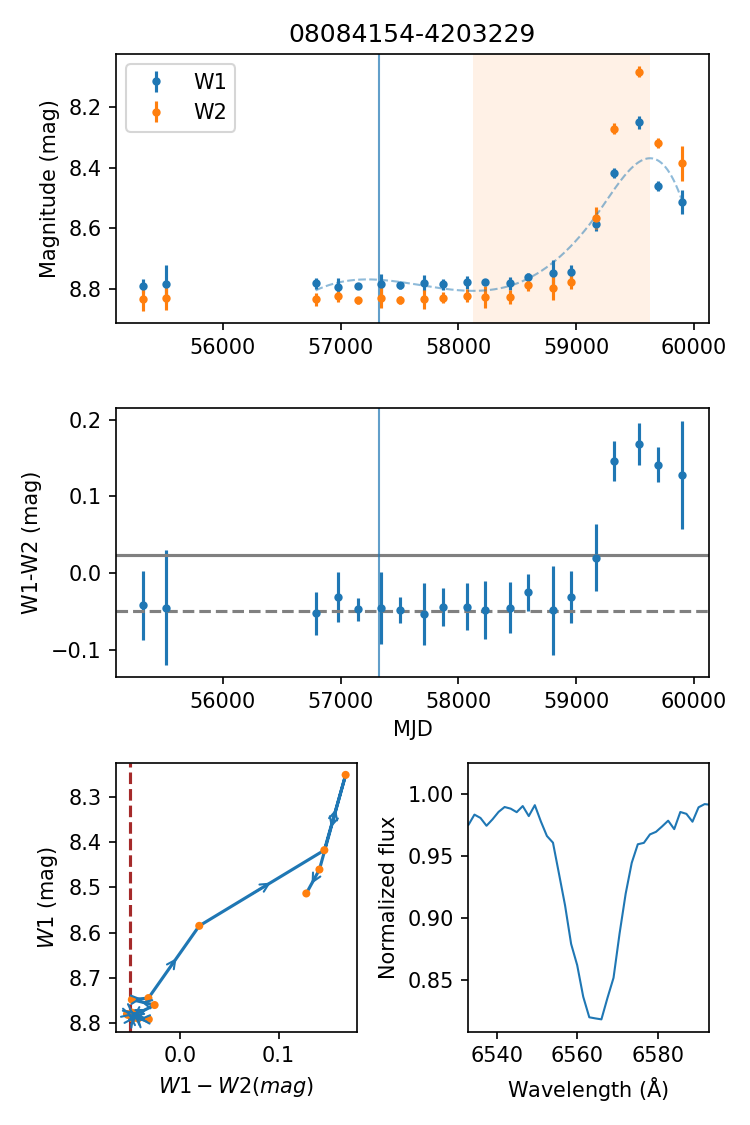 08084154-4203229
W1
W2
Magnitude (mag)
8.2
8.4
8.6
8.8
56000 57000 58000 59000 60000
W1-W2 (mag)
0.2
0.1
0.0
−0.1
56000 57000 58000 59000 60000
MJD
W1 (mag)
8.3
8.4
8.5
8.6
8.7
8.8
0.0 0.1
W1 − W2(mag)
Normalized flux
1.00
0.95
0.90
0.85
6540 6560 6580
Wavelength (Å)